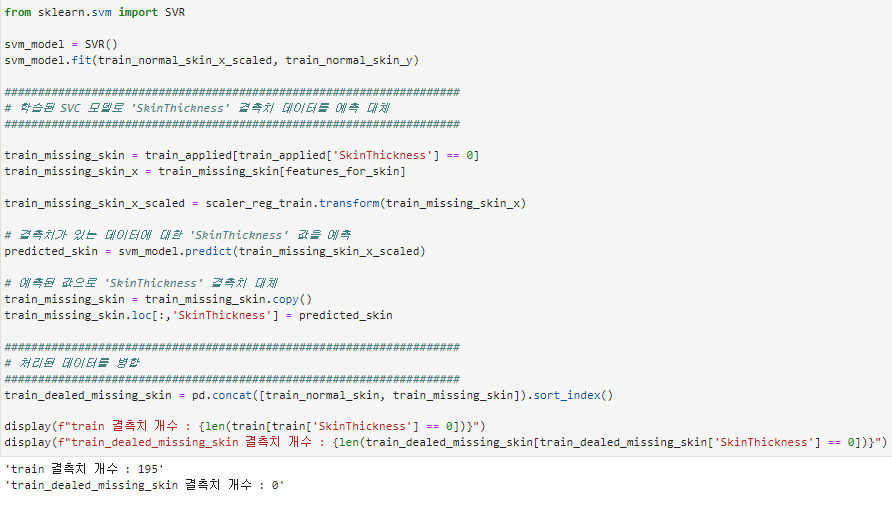 from sklearn.svm import SVR
svm_model = SVR()
svm_model.fit(train_normal_skin_x_scaled, train_normal_skin_y)
####################################################################
# 학습된 SVC 모델로 'SkinThickness' 결측치 데이터를 예측 대체
####################################################################
train_missing_skin = train_applied[train_applied['SkinThickness'] == 0]
train_missing_skin_x = train_missing_skin[features_for_skin]
train_missing_skin_x_scaled = scaler_reg_train.transform(train_missing_skin_x)
# 결측치가 있는 데이터에 대한 'SkinThickness' 값을 예측
predicted_skin = svm_model.predict(train_missing_skin_x_scaled)
# 예측된 값으로 'SkinThickness' 결측치 대체
train_missing_skin = train_missing_skin.copy()
train_missing_skin.loc[:,'SkinThickness'] = predicted_skin
####################################################################
# 처리된 데이터를 병합
####################################################################
train_dealed_missing_skin = pd.concat([train_normal_skin, train_missing_skin]).sort_index()
display(f"train 결측치 개수 : {len(train[train['SkinThickness'] == 0])}")
display(f"train_dealed_missing_skin 결측치 개수 : {len(train_dealed_missing_skin[train_dealed_missing_skin['SkinThickness'] == 0])}")
'train 결측치 개수 : 195'
'train_dealed_missing_skin 결측치 개수 : 0'